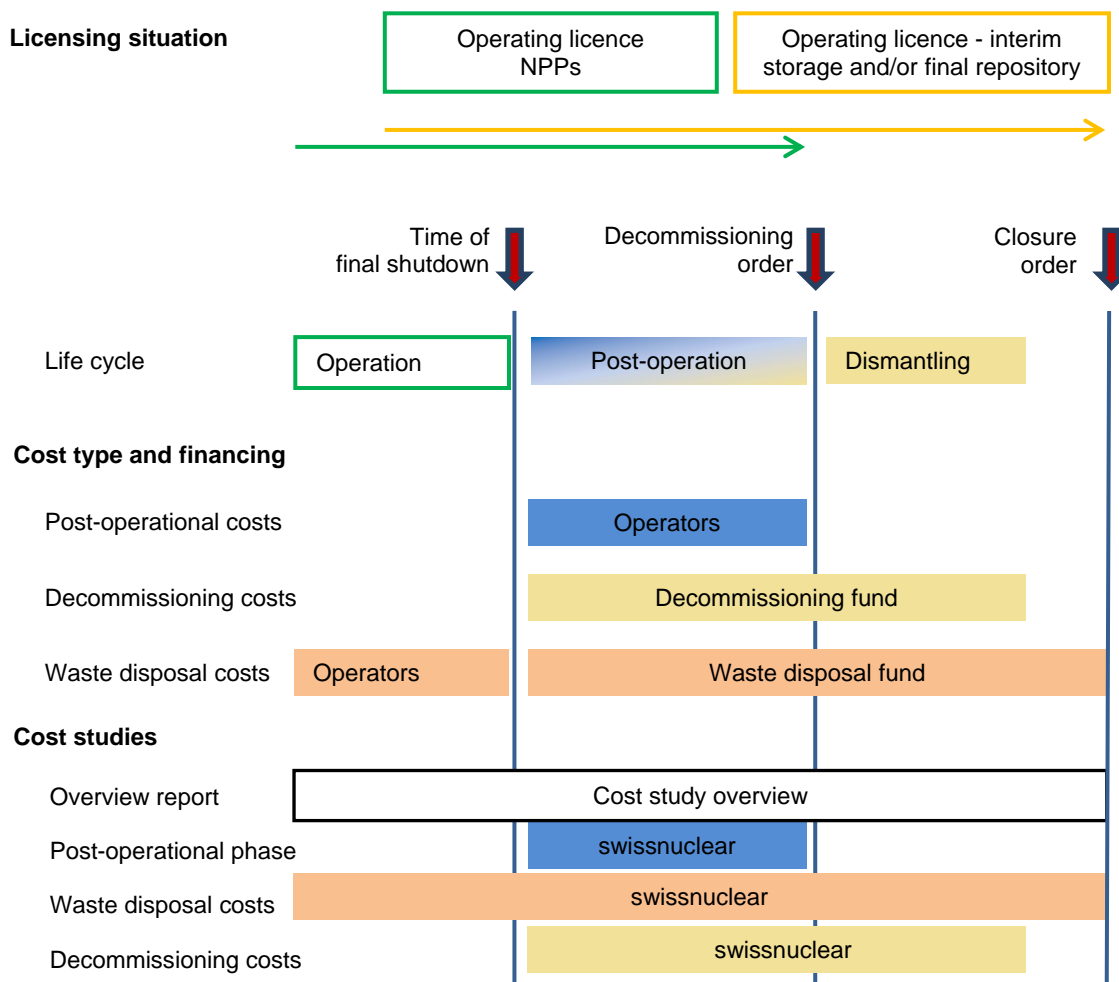 Licensing situation
Operating licence
NPPs
Operating licence - interim
storage and/or final repository
Time of
final shutdown
Decommissioning
order
Closure
order
Life cycle
Operation
Post-operation
Dismantling
Cost type and financing
Post-operational costs
Operators
Decommissioning costs
Decommissioning fund
Waste disposal costs
Operators
Waste disposal fund
Cost studies
Overview report
Cost study overview
Post-operational phase
swissnuclear
Waste disposal costs
swissnuclear
Decommissioning costs
swissnuclear